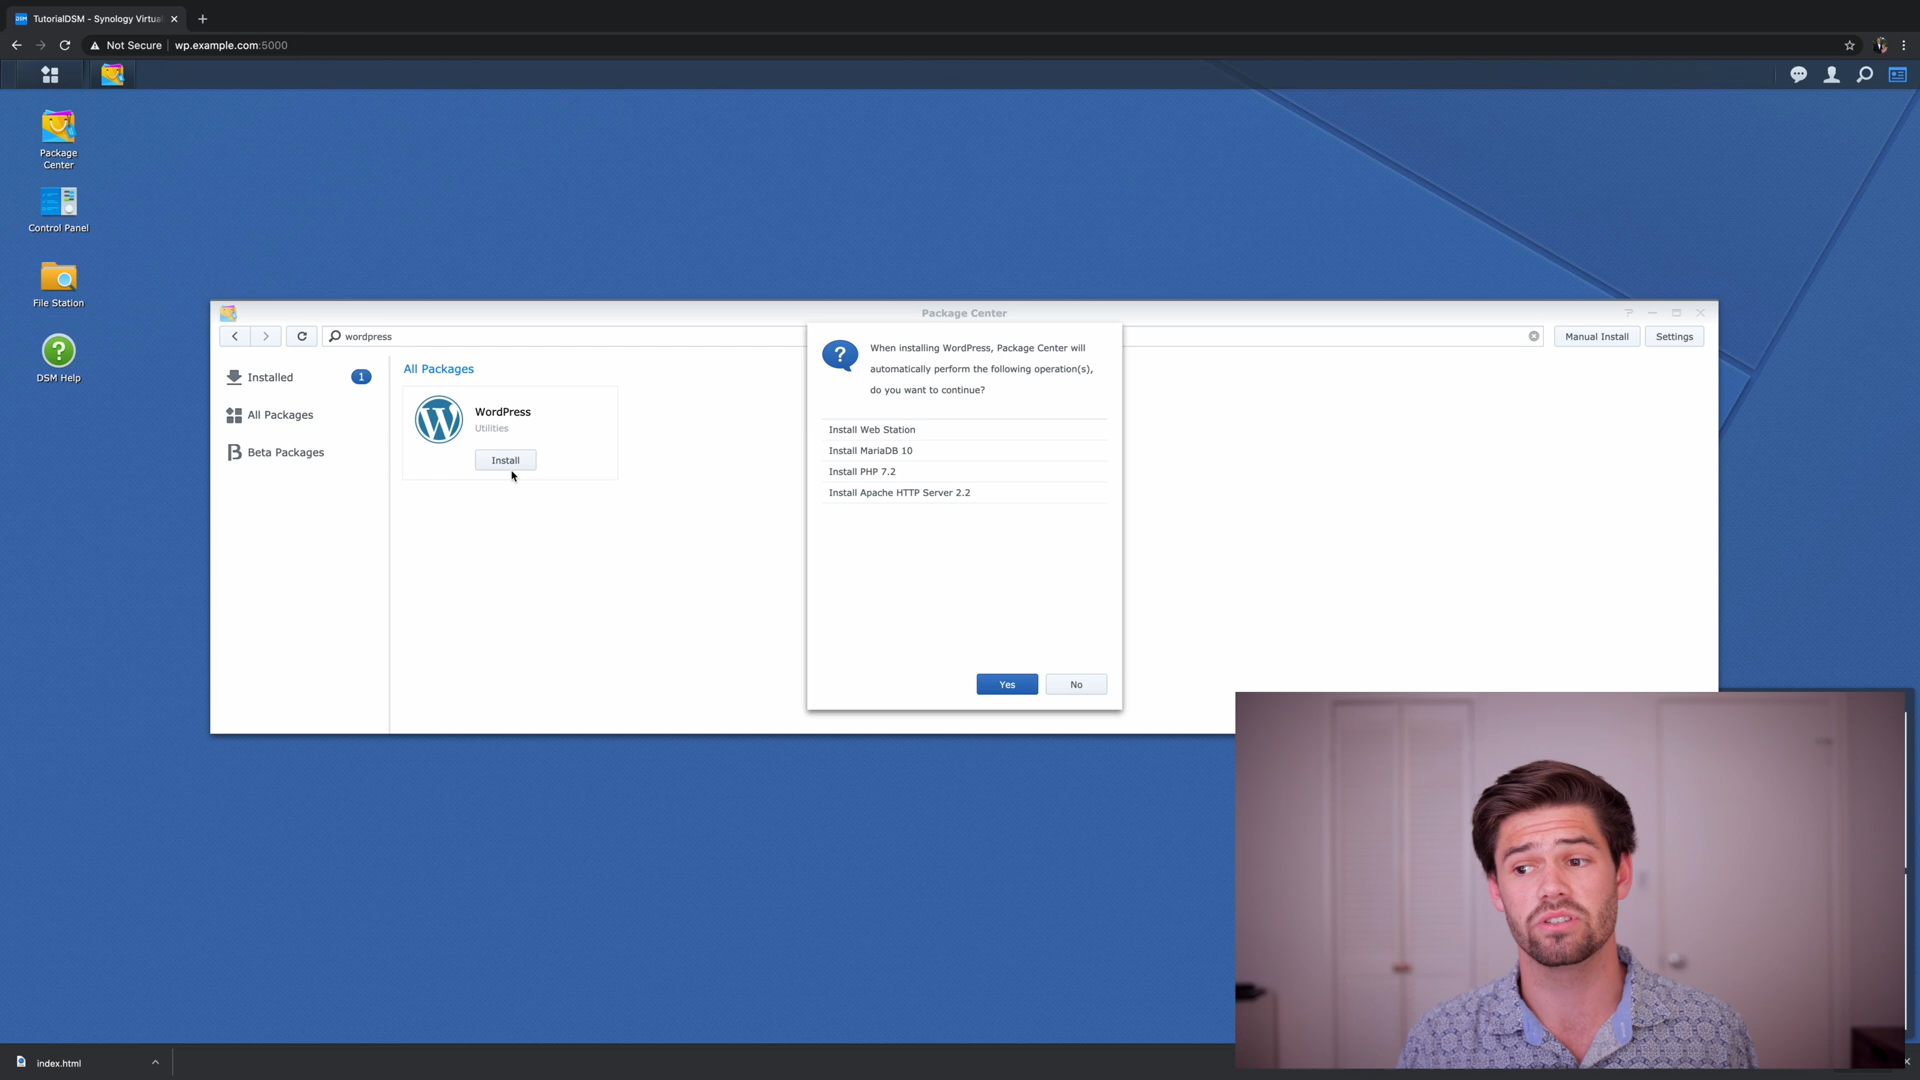 TutorialDSM - Synology Virtual
Not Secure
wp.example.com:5000
Package
Center
Control Panel
File Station
DSM Help
Package Center
wordpress
Manual Install
Settings
Installed
1
All Packages
Beta Packages
All Packages
WordPress
Utilities
Install
When installing WordPress, Package Center will
automatically perform the following operation(s),
do you want to continue?
Install Web Station
Install MariaDB 10
Install PHP 7.2
Install Apache HTTP Server 2.2
Yes
No
index.html